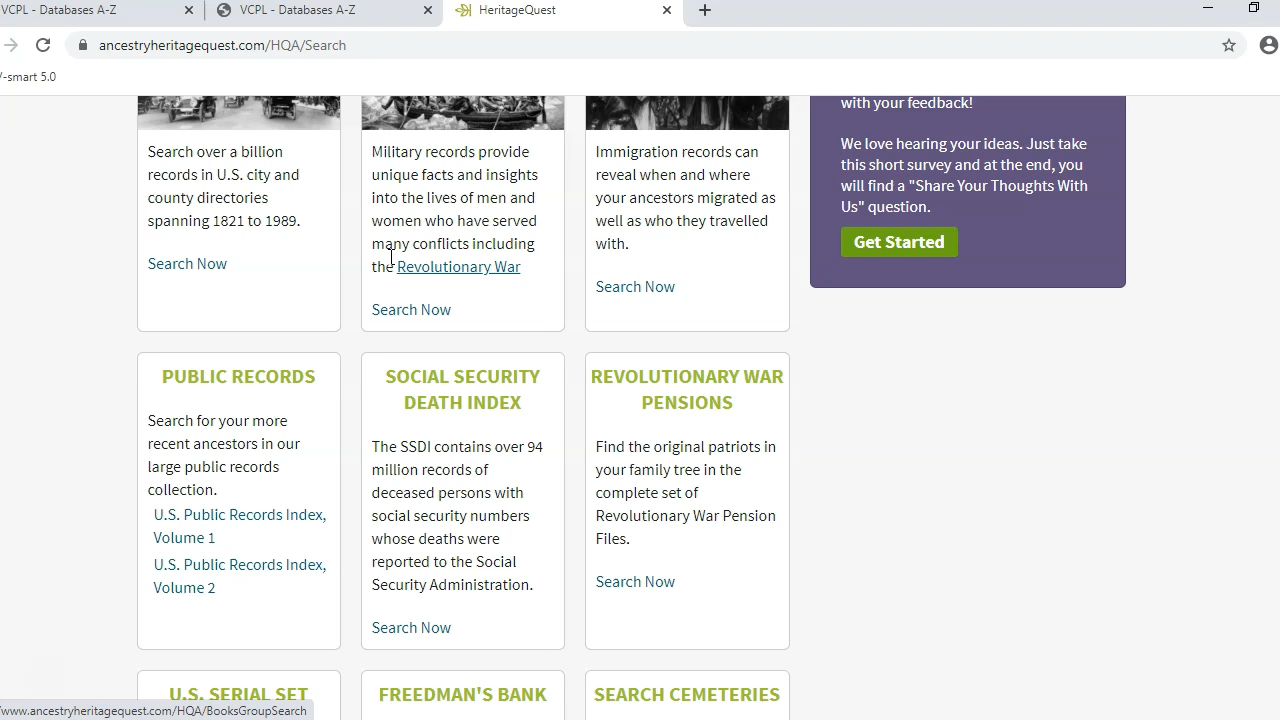 VCPL - Databases A-Z
VCPL - Databases A-Z
HeritageQuest
ancestryheritagequest.com/HQA/Search
/-smart 5.0
Search over a billion
records in U.S. city and
county directories
spanning 1821 to 1989.
Search Now
Military records provide
unique facts and insights
into the lives of men and
women who have served
many conflicts including
the Revolutionary War
Search Now
Immigration records can
reveal when and where
your ancestors migrated as
well as who they travelled
with.
Search Now
with your feedback!
We love hearing your ideas. Just take
this short survey and at the end, you
will find a "Share Your Thoughts With
Us" question.
Get Started
PUBLIC RECORDS
Search for your more
recent ancestors in our
large public records
collection.
U.S. Public Records Index,
Volume 1
U.S. Public Records Index,
Volume 2
SOCIAL SECURITY
DEATH INDEX
The SSDI contains over 94
million records of
deceased persons with
social security numbers
whose deaths were
reported to the Social
Security Administration.
Search Now
REVOLUTIONARY WAR
PENSIONS
Find the original patriots in
your family tree in the
complete set of
Revolutionary War Pension
Files.
Search Now
U.S. SERIAL SET
FREEDMAN'S BANK
SEARCH CEMETERIES
/www.ancestryheritagequest.com/HQA/BooksGroupSearch